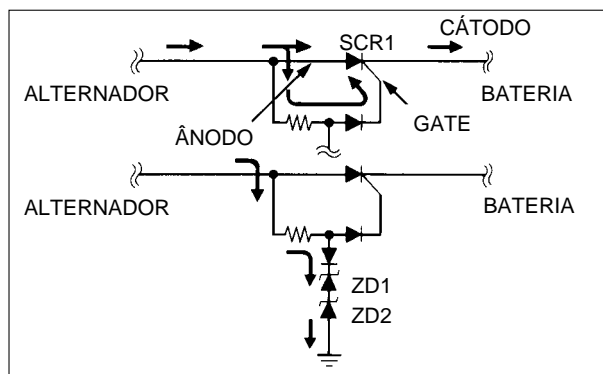 CÁTODO
SCR1
ALTERNADOR
BATERIA
ÂNODO
GATE
ALTERNADOR
BATERIA
ZD1
ZD2